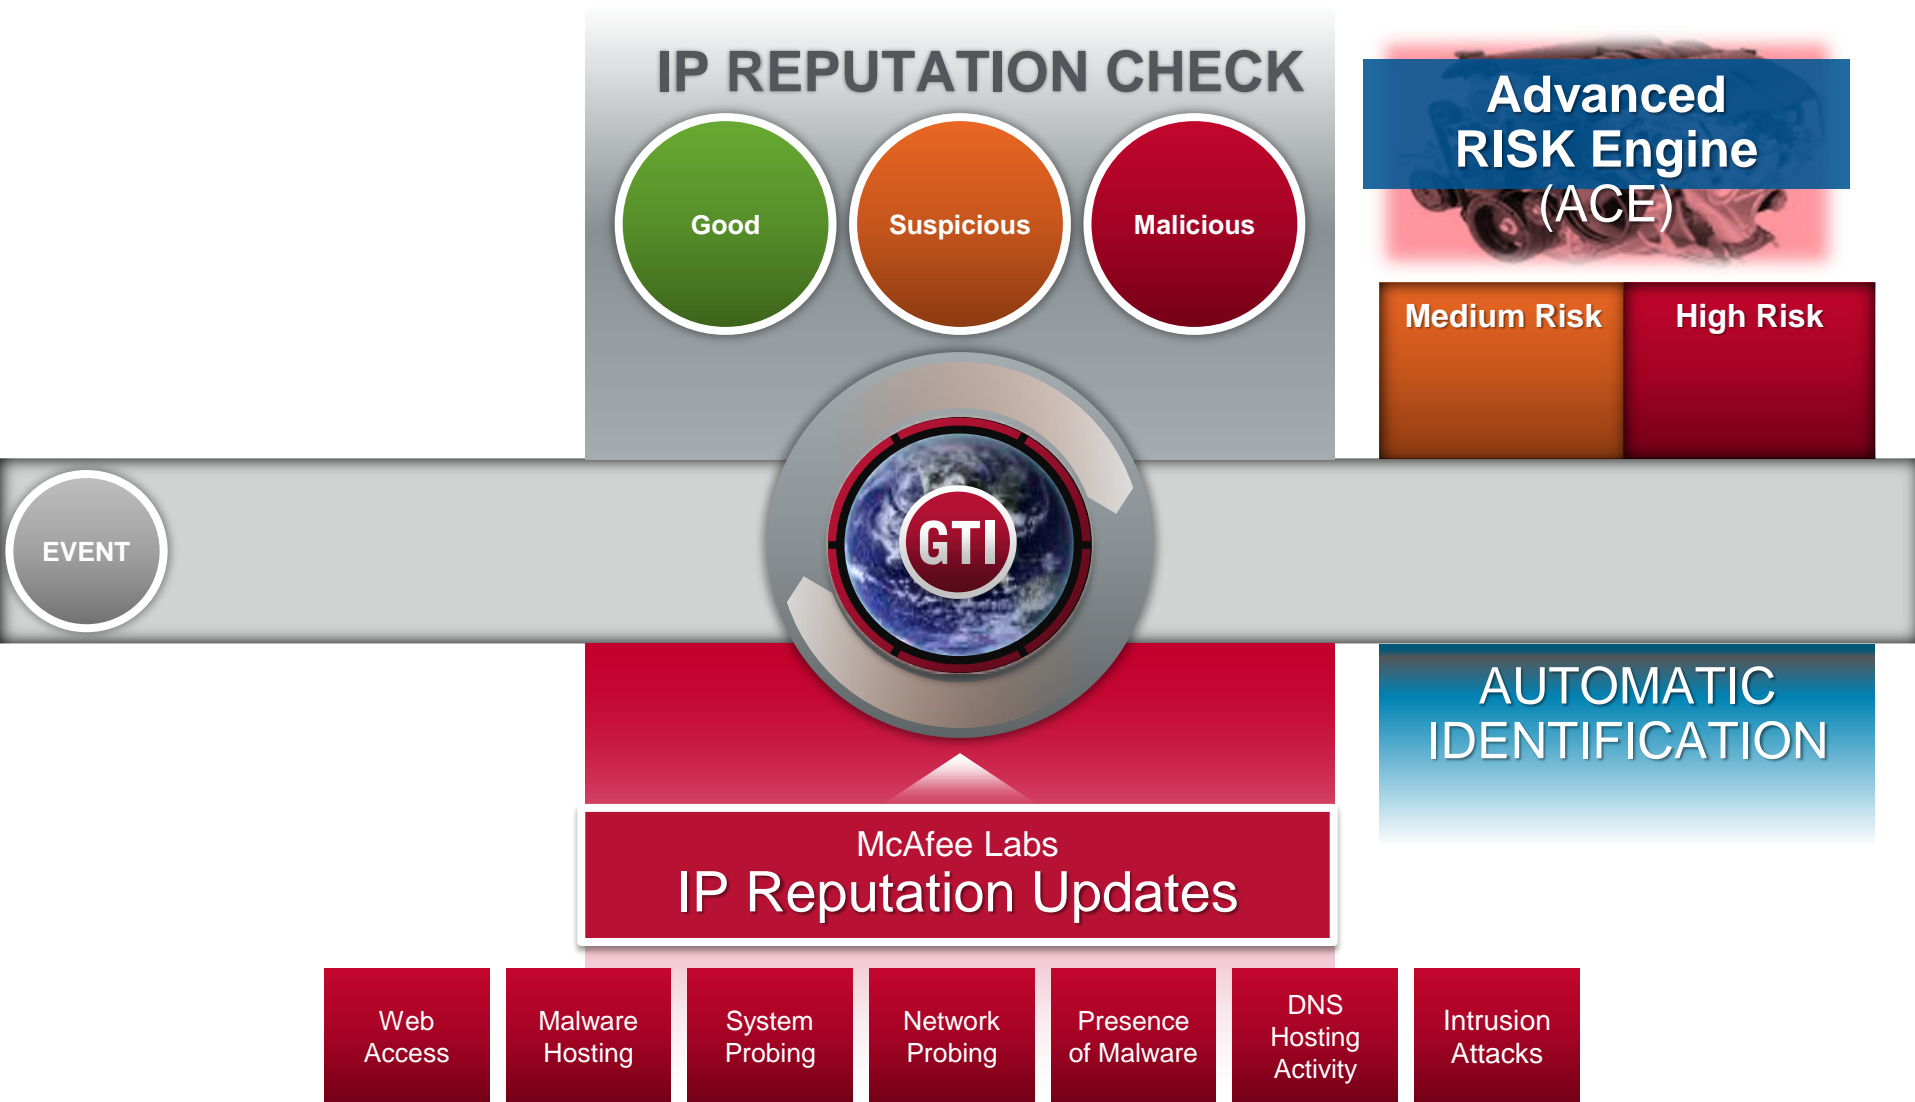 IP REPUTATION CHECK
Good
Suspicious
Malicious
Advanced
RISK Engine
(ACE)
Medium Risk
High Risk
EVENT
GTI
AUTOMATIC
IDENTIFICATION
McAfee Labs
IP Reputation Updates
Web
Access
Malware
Hosting
System
Probing
Network
Probing
Presence
of Malware
DNS
Hosting
Activity
Intrusion
Attacks